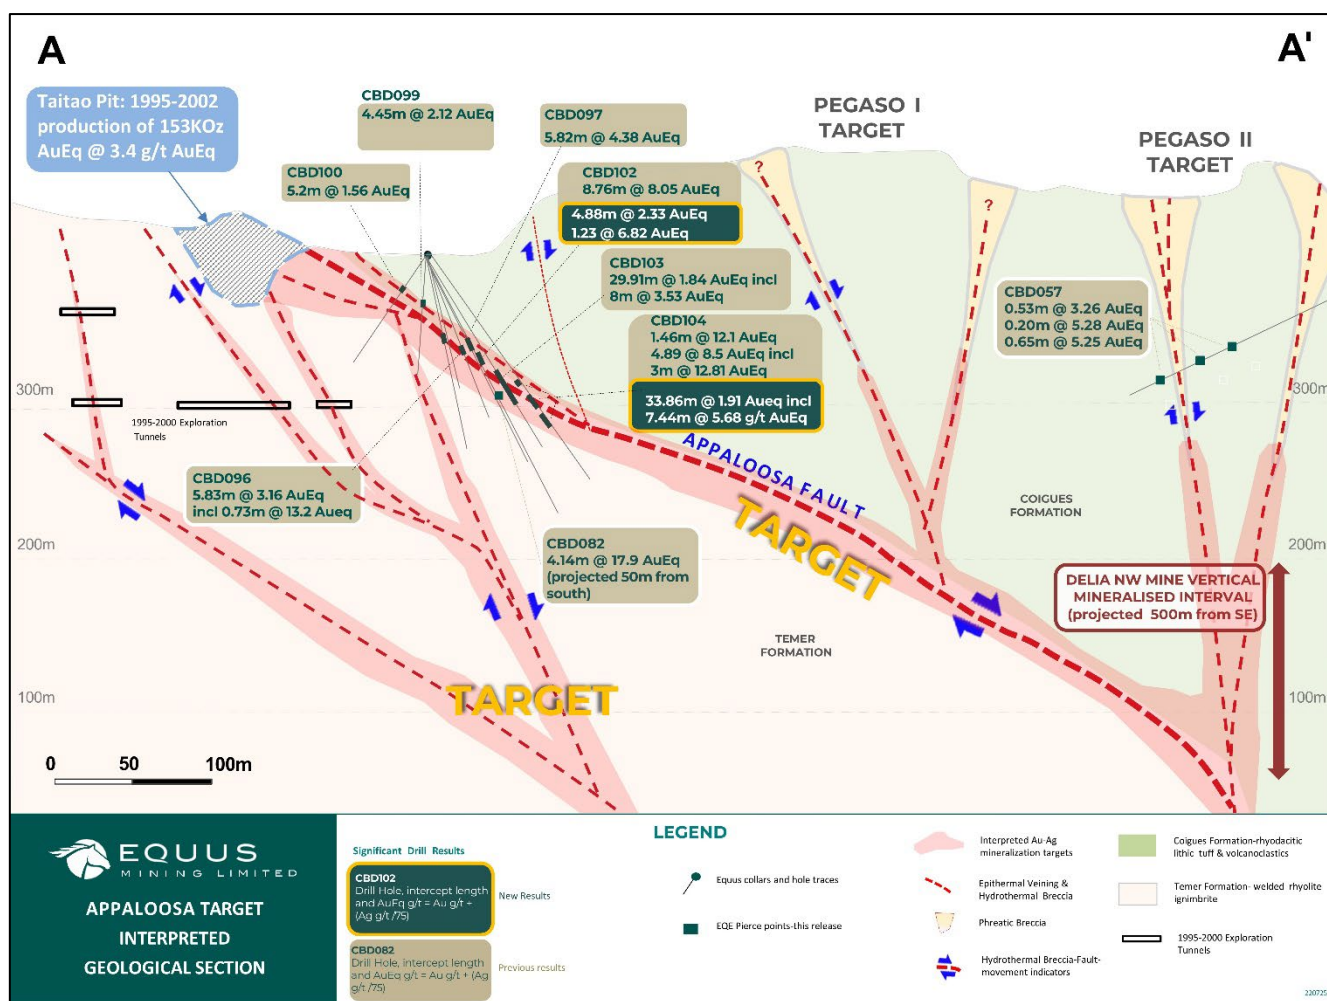 A
A'
Taitao Pit: 1995-2002
production of 153KOz
AuEq @ 3.4 g/t AuEq
CBD099
4.45m @ 2.12 AuEq
CBD097
5.82m @ 4.38 AuEq
PEGASO I
TARGET
PEGASO II
TARGET
CBD100
5.2m @ 1.56 AuEq
CBD102
8.76m @ 8.05 AuEq
4.88m @ 2.33 AuEq
1.23 @ 6.82 AuEq
?
?
CBD103
29.91m @ 1.84 AuEq incl
8m @ 3.53 AuEq
CBD057
0.53m @ 3.26 AuEq
0.20m @ 5.28 AuEq
0.65m @ 5.25 AuEq
CBD104
1.46m @ 12.1 AuEq
4.89 @ 8.5 AuEq incl
3m @ 12.81 AuEq
33.86m @ 1.91 Aueq incl
7.44m @ 5.68 g/t AuEq
300m
300m
1995-2000 Exploration
Tunnels
APPALOOSA FAULT
TARGET
CBD096
5.83m @ 3.16 AuEq
incl 0.73m @ 13.2 Aueq
COIGUES
FORMATION
CBD082
4.14m @ 17.9 AuEq
(projected 50m from
south)
200m
200m
DELIA NW MINE VERTICAL
MINERALISED INTERVAL
(projected 500m from SE)
TEMER
FORMATION
TARGET
100m
100m
0 50 100m
EQUUS
MINING LIMITED
APPALOOSA TARGET
INTERPRETED
GEOLOGICAL SECTION
Significant Drill Results
CBD102
Drill Hole, intercept length
and AuEq g/t = Au g/t +
(Ag g/t /75)
New Results
CBD082
Drill Hole, intercept length
and AuEq g/t = Au g/t + (Ag
g/t /75)
Previous results
LEGEND
Equus collars and hole traces
EQE Pierce points-this release
Interpreted Au-Ag
mineralization targets
Epithermal Veining &
Hydrothermal Breccia
Phreatic Breccia
Hydrothermal Breccia-Fault-
movement indicators
Coigues Formation-rhyodacitic
lithic tuff & volcanoclastics
Temer Formation- welded rhyolite
ignimbrite
1995-2000 Exploration
Tunnels
220725